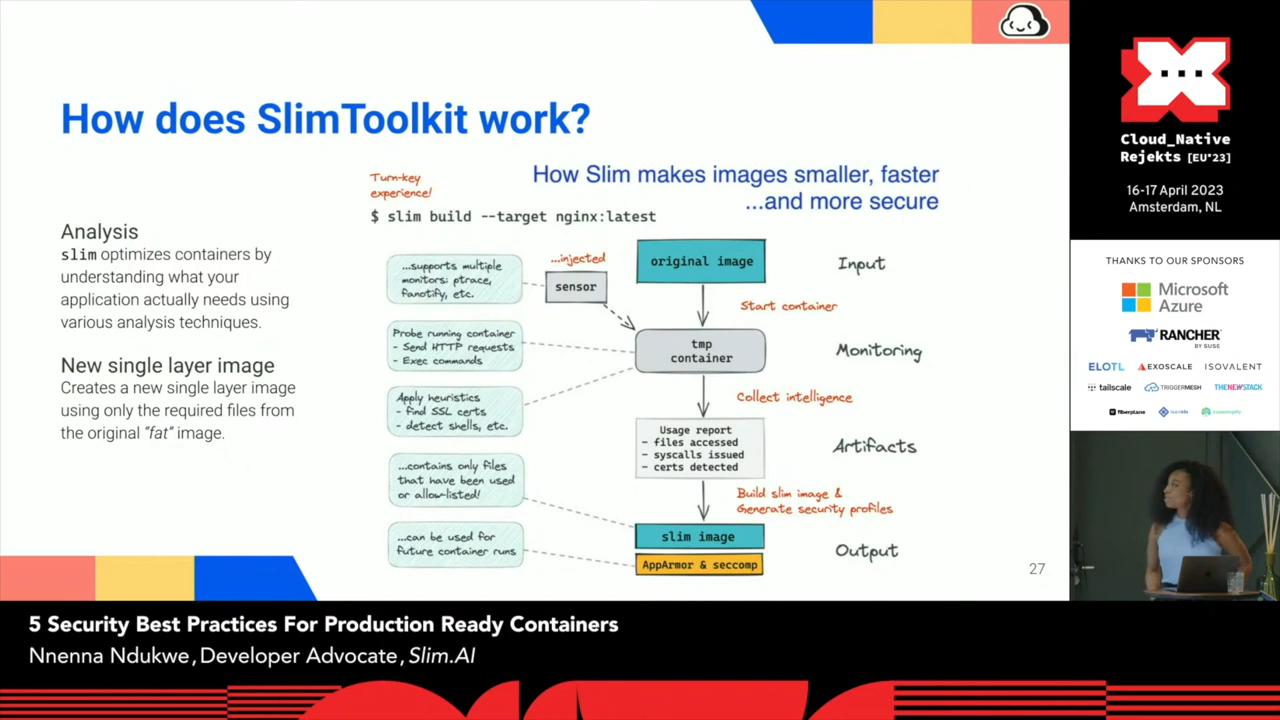 How does SlimToolkit work?
Turn-key
experience!
How Slim makes images smaller, faster
...and more secure
$ slim build --target nginx:latest
Analysis
slim optimizes containers by
understanding what your
application actually needs using
various analysis techniques.
New single layer image
Creates a new single layer image
using only the required files from
the original “fat” image.
...supports multiple
monitors: ptrace,
fanotify, etc.
...injected
sensor
original image
Input
Start container
Probe running container
- Send HTTP requests
- Exec commands
tmp
container
Monitoring
Apply heuristics
- find SSL certs
- detect shells, etc.
Collect intelligence
Usage report
- files accessed
- syscalls issued
- certs detected
Artifacts
...contains only files
that have been used
or allow-listed!
Build slim image &
Generate security profiles
slim image
...can be used for
future container runs
AppArmor & seccomp
Output
27
Cloud_Native
Rejekts [EU'23]
16-17 April 2023
Amsterdam, NL
THANKS TO OUR SPONSORS
Microsoft
Azure
RANCHER
BY SUSE
ELOTL
EXOSCALE
ISOVALENT
tailscale
TRIGGERMESH
THENEWSTACK
fiberplane
5 Security Best Practices For Production Ready Containers
Nnenna Ndukwe, Developer Advocate, Slim.AI